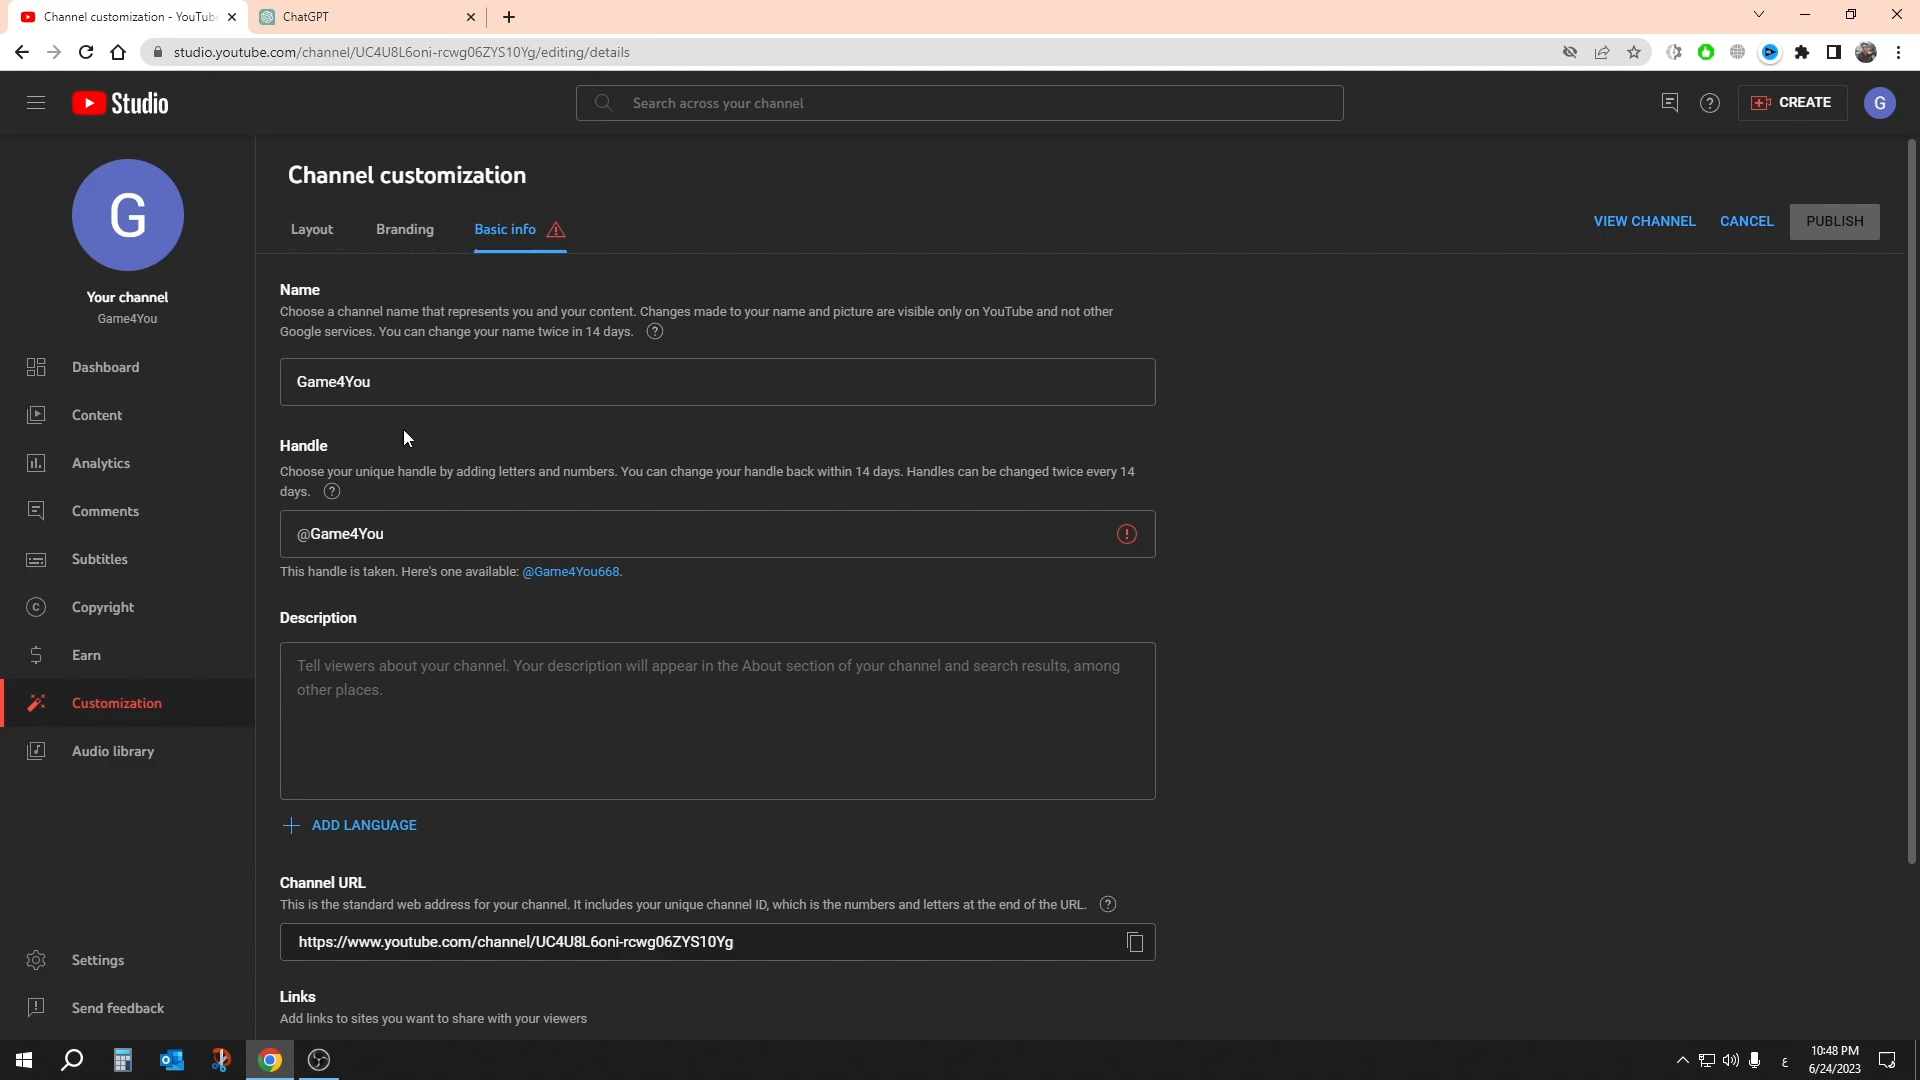 Channel customization - YouTube
ChatGPT
studio.youtube.com/channel/UC4U8L6oni-rcwg06ZYS10Yg/editing/details
Studio
Search across your channel
CREATE
G
G
Your channel
Game4You
Dashboard
Content
Analytics
Comments
Subtitles
Copyright
Earn
Customization
Audio library
Settings
Send feedback
Channel customization
Layout
Branding
Basic info
VIEW CHANNEL
CANCEL
PUBLISH
Name
Choose a channel name that represents you and your content. Changes made to your name and picture are visible only on YouTube and not other
Google services. You can change your name twice in 14 days.
Game4You
Handle
Choose your unique handle by adding letters and numbers. You can change your handle back within 14 days. Handles can be changed twice every 14
days.
@Game4You
This handle is taken. Here's one available: @Game4You668.
Description
Tell viewers about your channel. Your description will appear in the About section of your channel and search results, among
other places.
ADD LANGUAGE
Channel URL
This is the standard web address for your channel. It includes your unique channel ID, which is the numbers and letters at the end of the URL.
https://www.youtube.com/channel/UC4U8L6oni-rcwg06ZYS10Yg
Links
Add links to sites you want to share with your viewers
ع
10:48 PM
6/24/2023